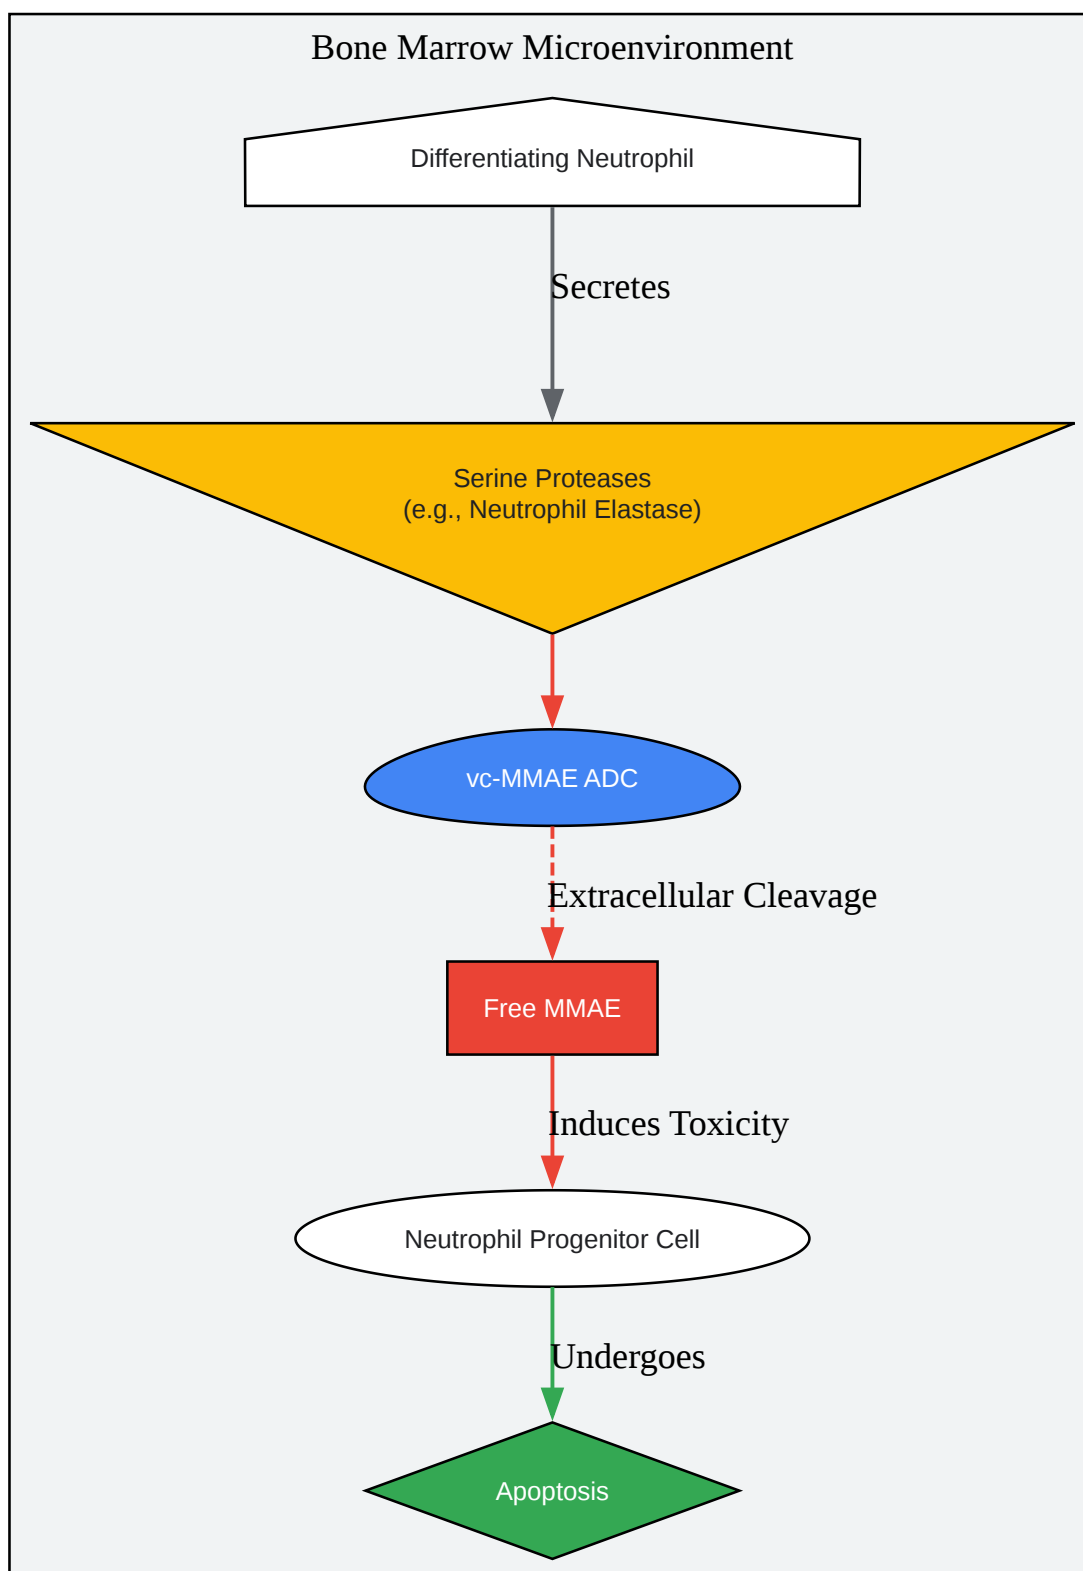 Bone Marrow Microenvironment
Differentiating Neutrophil
Secretes
Serine Proteases
(e.g., Neutrophil Elastase)
vc-MMAE ADC
Extracellular Cleavage
Free MMAE
Induces Toxicity
Neutrophil Progenitor Cell
Undergoes
Apoptosis